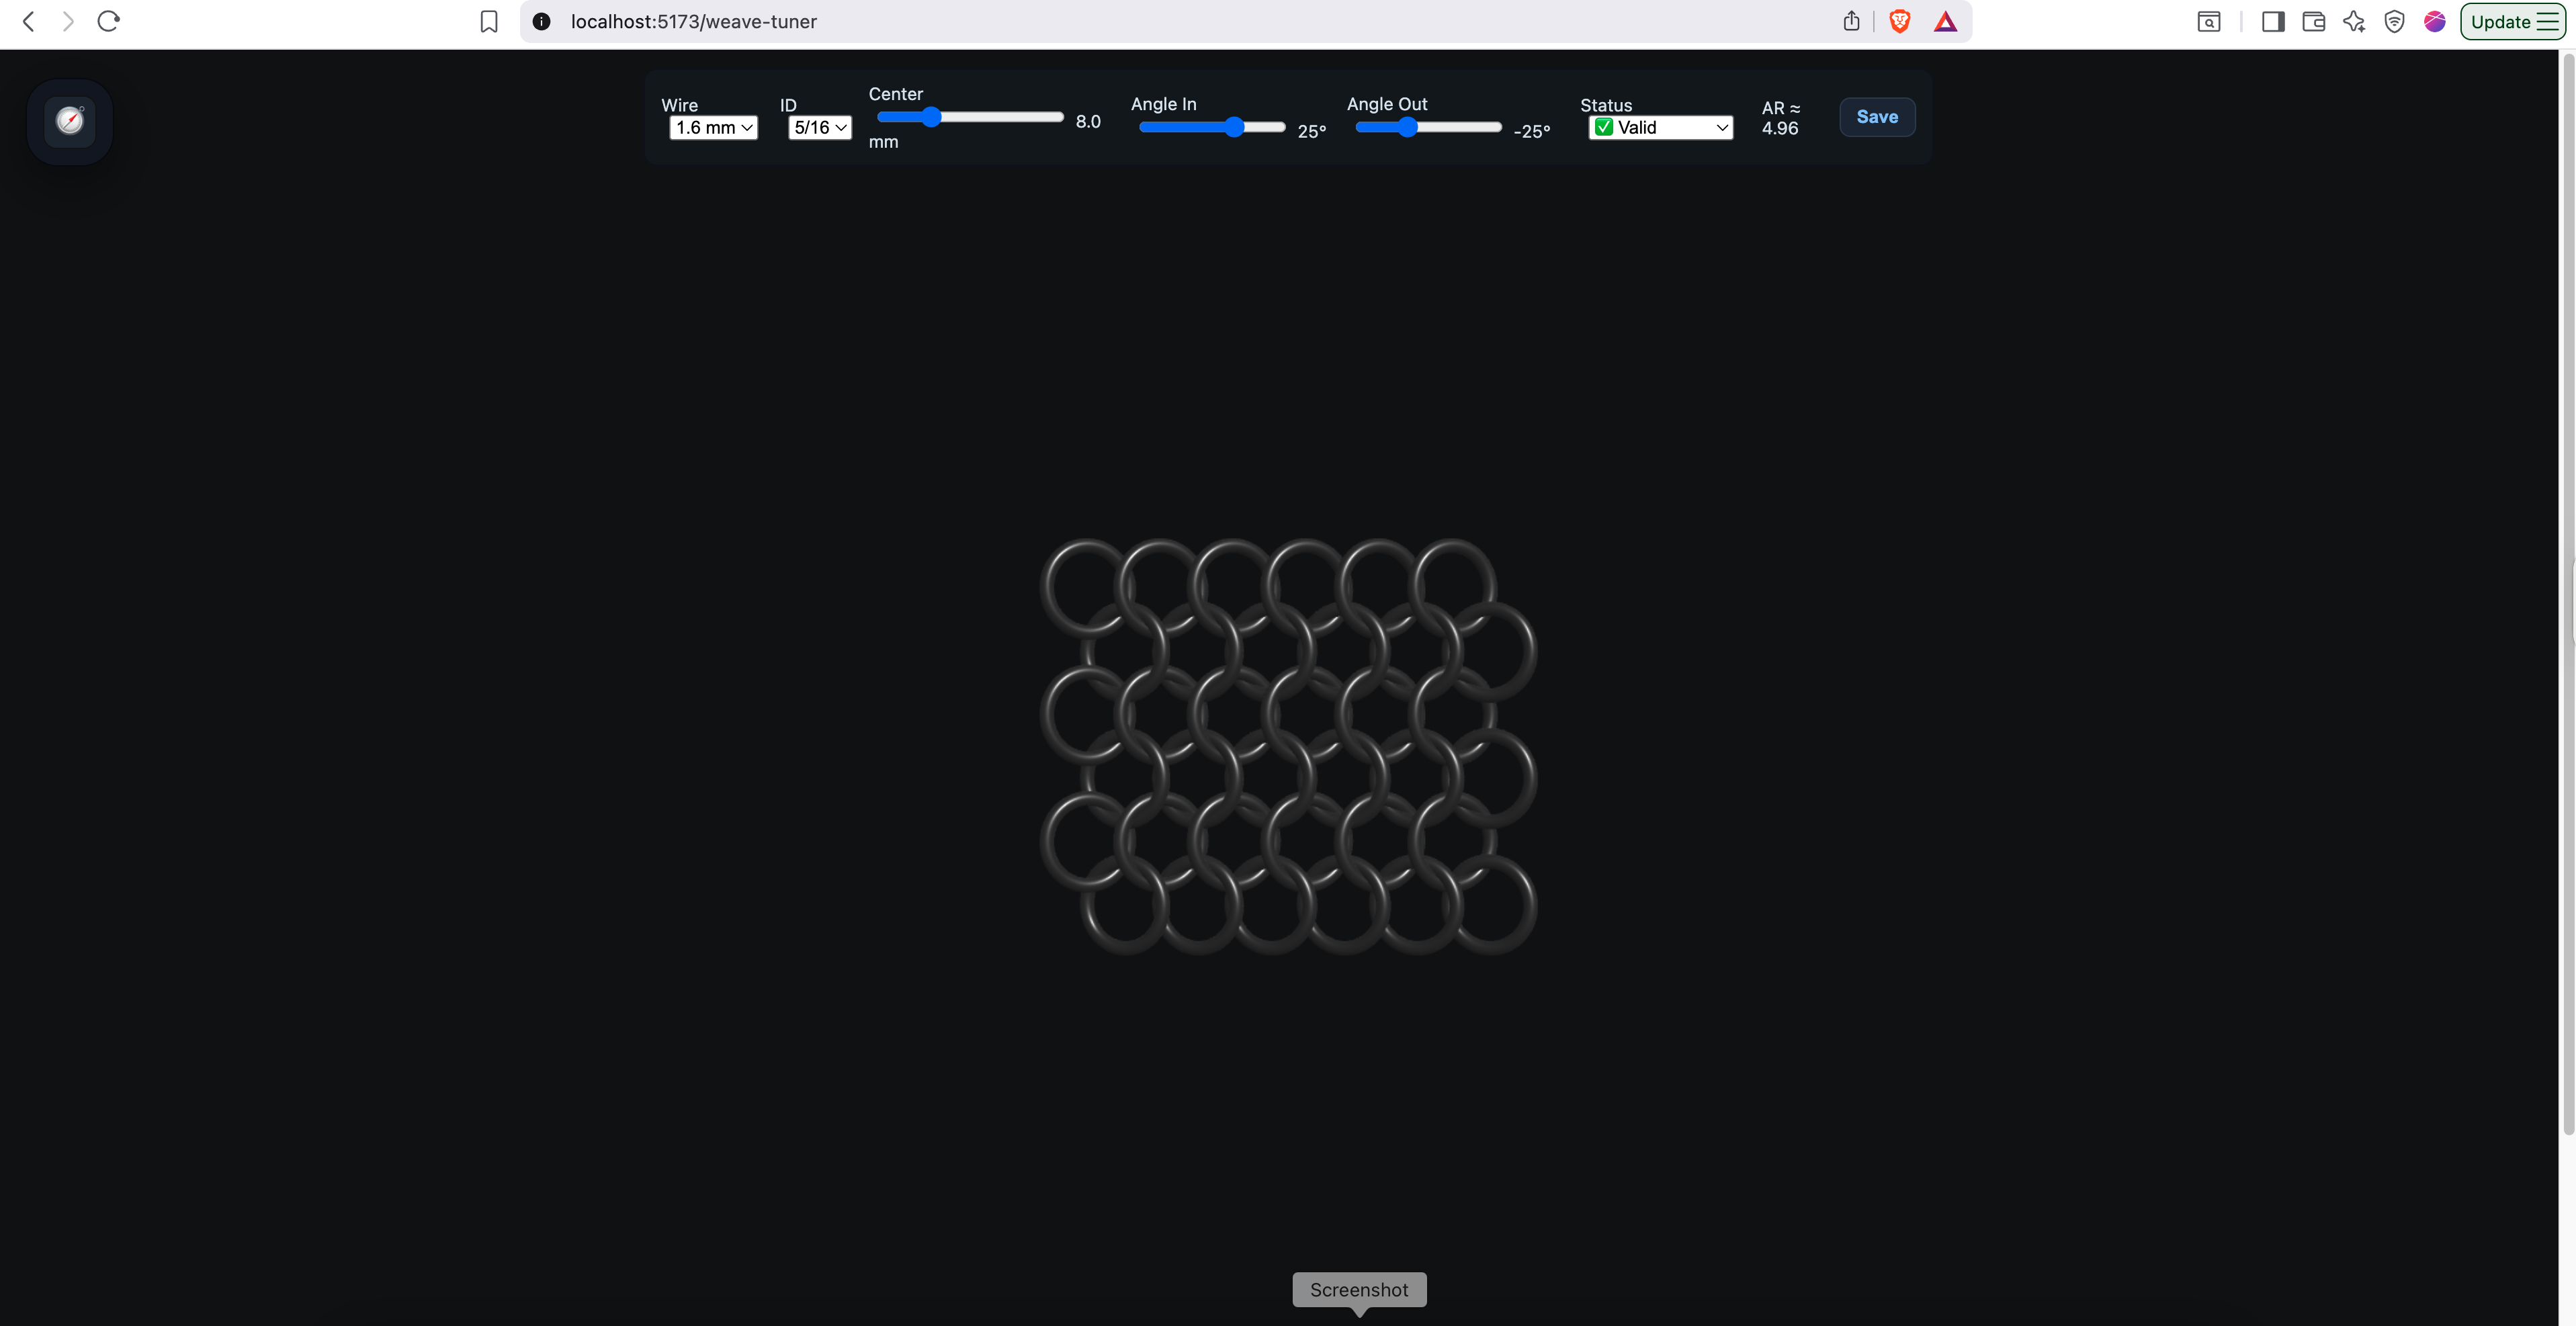 localhost:5173/weave-tuner
Update
Wire
1.6 mm
ID
5/16
Center
8.0
mm
Angle In
25°
Angle Out
-25°
Status
✅ Valid
AR ≈
4.96
Save
Screenshot